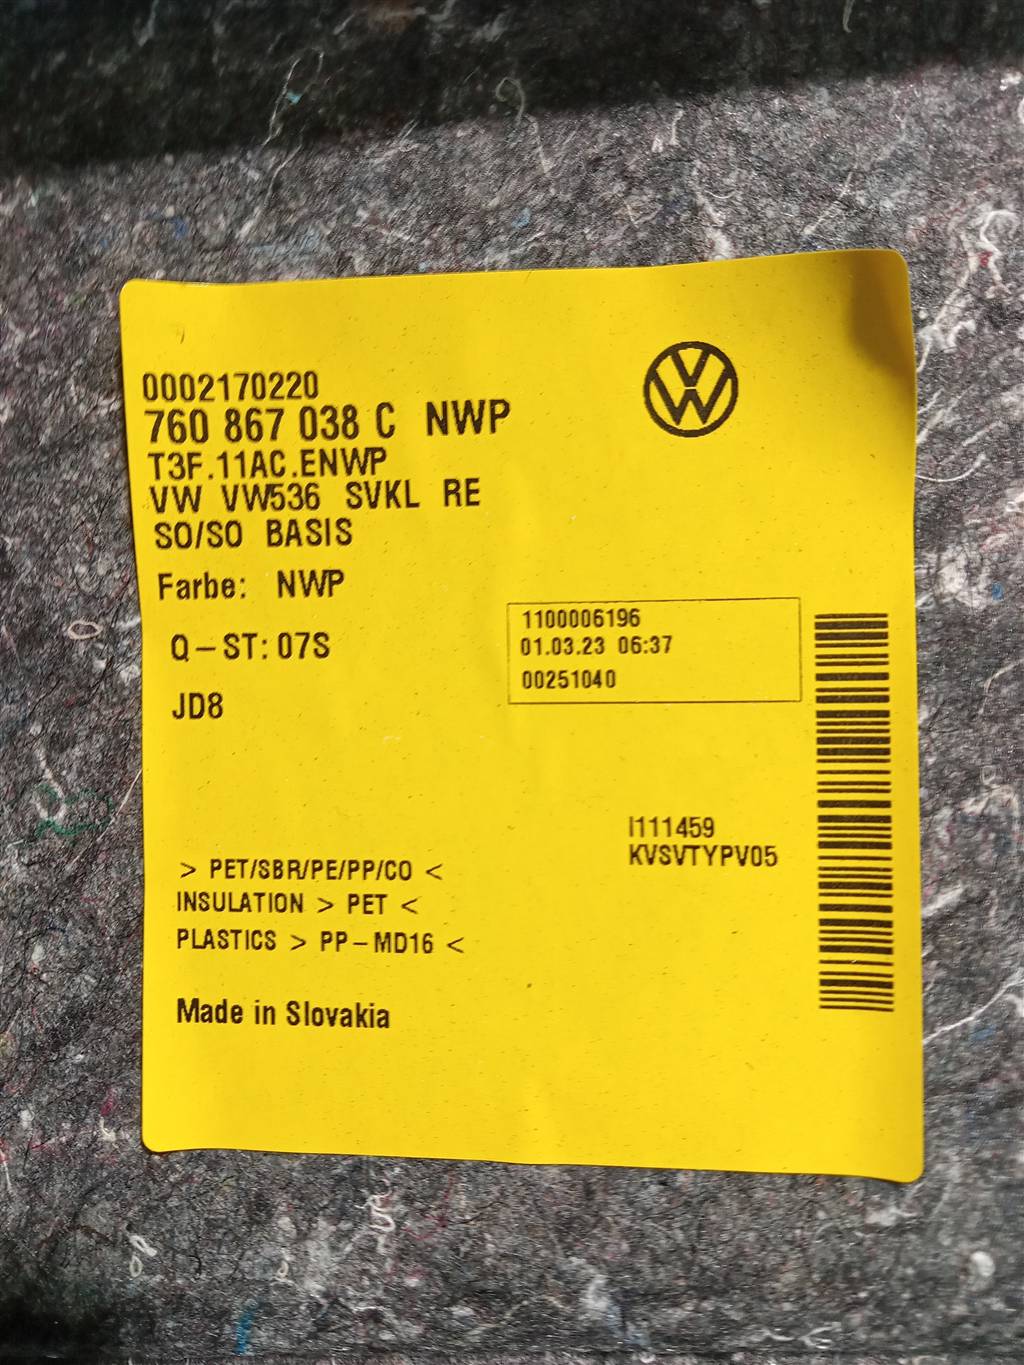 0002170220
760 867 038 C NWP
T3F.11AC.ENWP
VW VW536 SVKL RE
SO/SO BASIS
Farbe: NWP
Q-ST: 07S
JD8
1100006196
01.03.23 06:37
00251040
I111459
KVSVTYPV05
> PET/SBR/PE/PP/CO <
INSULATION > PET <
PLASTICS > PP-MD16 <
Made in Slovakia